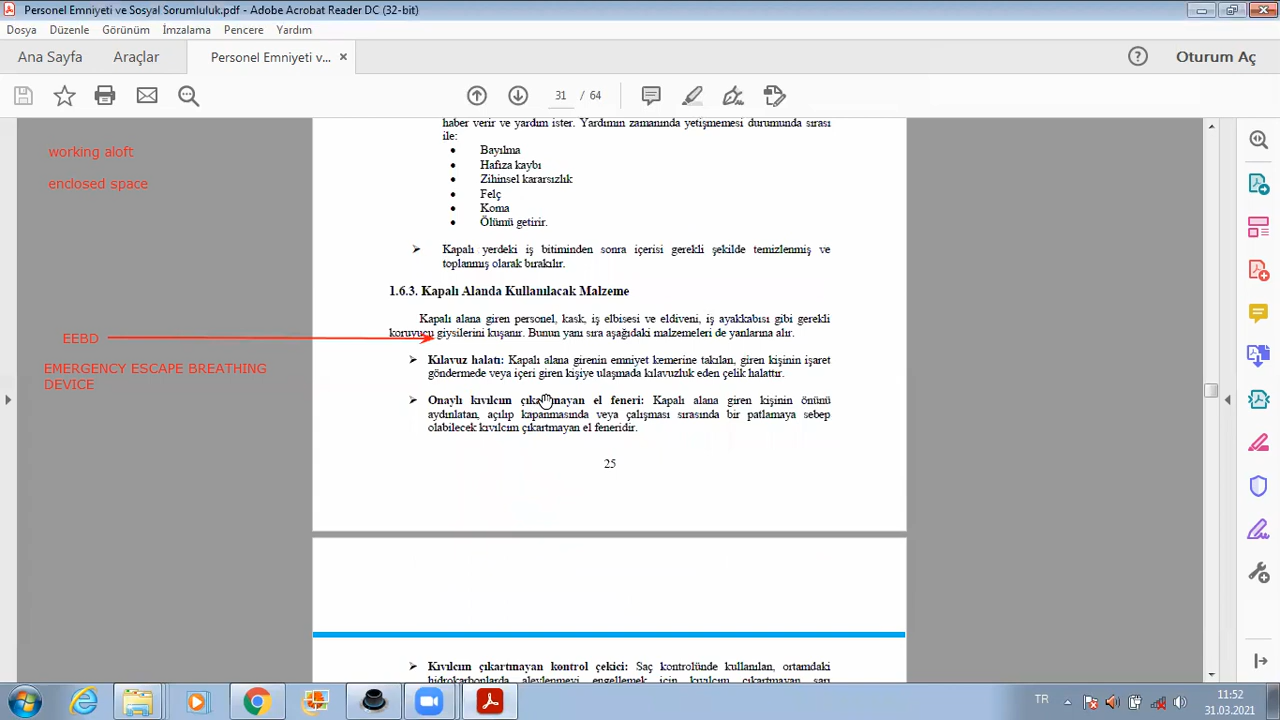 Personel Emniyeti ve Sosyal Sorumluluk.pdf - Adobe Acrobat Reader DC (32-bit)
Dosya Düzenle Görünüm İmzalama Pencere Yardım
Ana Sayfa Araçlar Personel Emniyeti v... × Oturum Aç
31 / 64
haber verir ve yardım ister. Yardımın zamanında yetişmemesi durumunda sırası
ile:
• Bayılma
• Hafıza kaybı
• Zihinsel kararsızlık
• Felç
• Koma
• Ölümü getirir.
working aloft
enclosed space
➢ Kapalı yerdeki iş bitiminden sonra içerisi gerekli şekilde temizlenmiş ve
toplanmış olarak bırakılır.
1.6.3. Kapalı Alanda Kullanılacak Malzeme
Kapalı alana giren personel, kask, iş elbisesi ve eldiveni, iş ayakkabısı gibi gerekli
koruyucu giysilerini kuşanır. Bunun yanı sıra aşağıdaki malzemeleri de yanlarına alır.
EEBD
EMERGENCY ESCAPE BREATHING
DEVICE
➢ Kılavuz halatı: Kapalı alana girenin emniyet kemerine takılan, giren kişinin işaret
göndermede veya içeri giren kişiye ulaşmada kılavuzluk eden çelik halattır.
➢ Onaylı kıvılcım çıkartmayan el feneri: Kapalı alana giren kişinin önünü
aydınlatan, açılıp kapanmasında veya çalışması sırasında bir patlamaya sebep
olabilecek kıvılcım çıkartmayan el feneridir.
25
➢ Kıvılcım çıkartmayan kontrol çekici: Saç kontrolünde kullanılan, ortamdaki
hidrokarbonlarda alevlenmeyi engellemek için kıvılcım çıkartmayan sarı
TR 11:52
31.03.2021